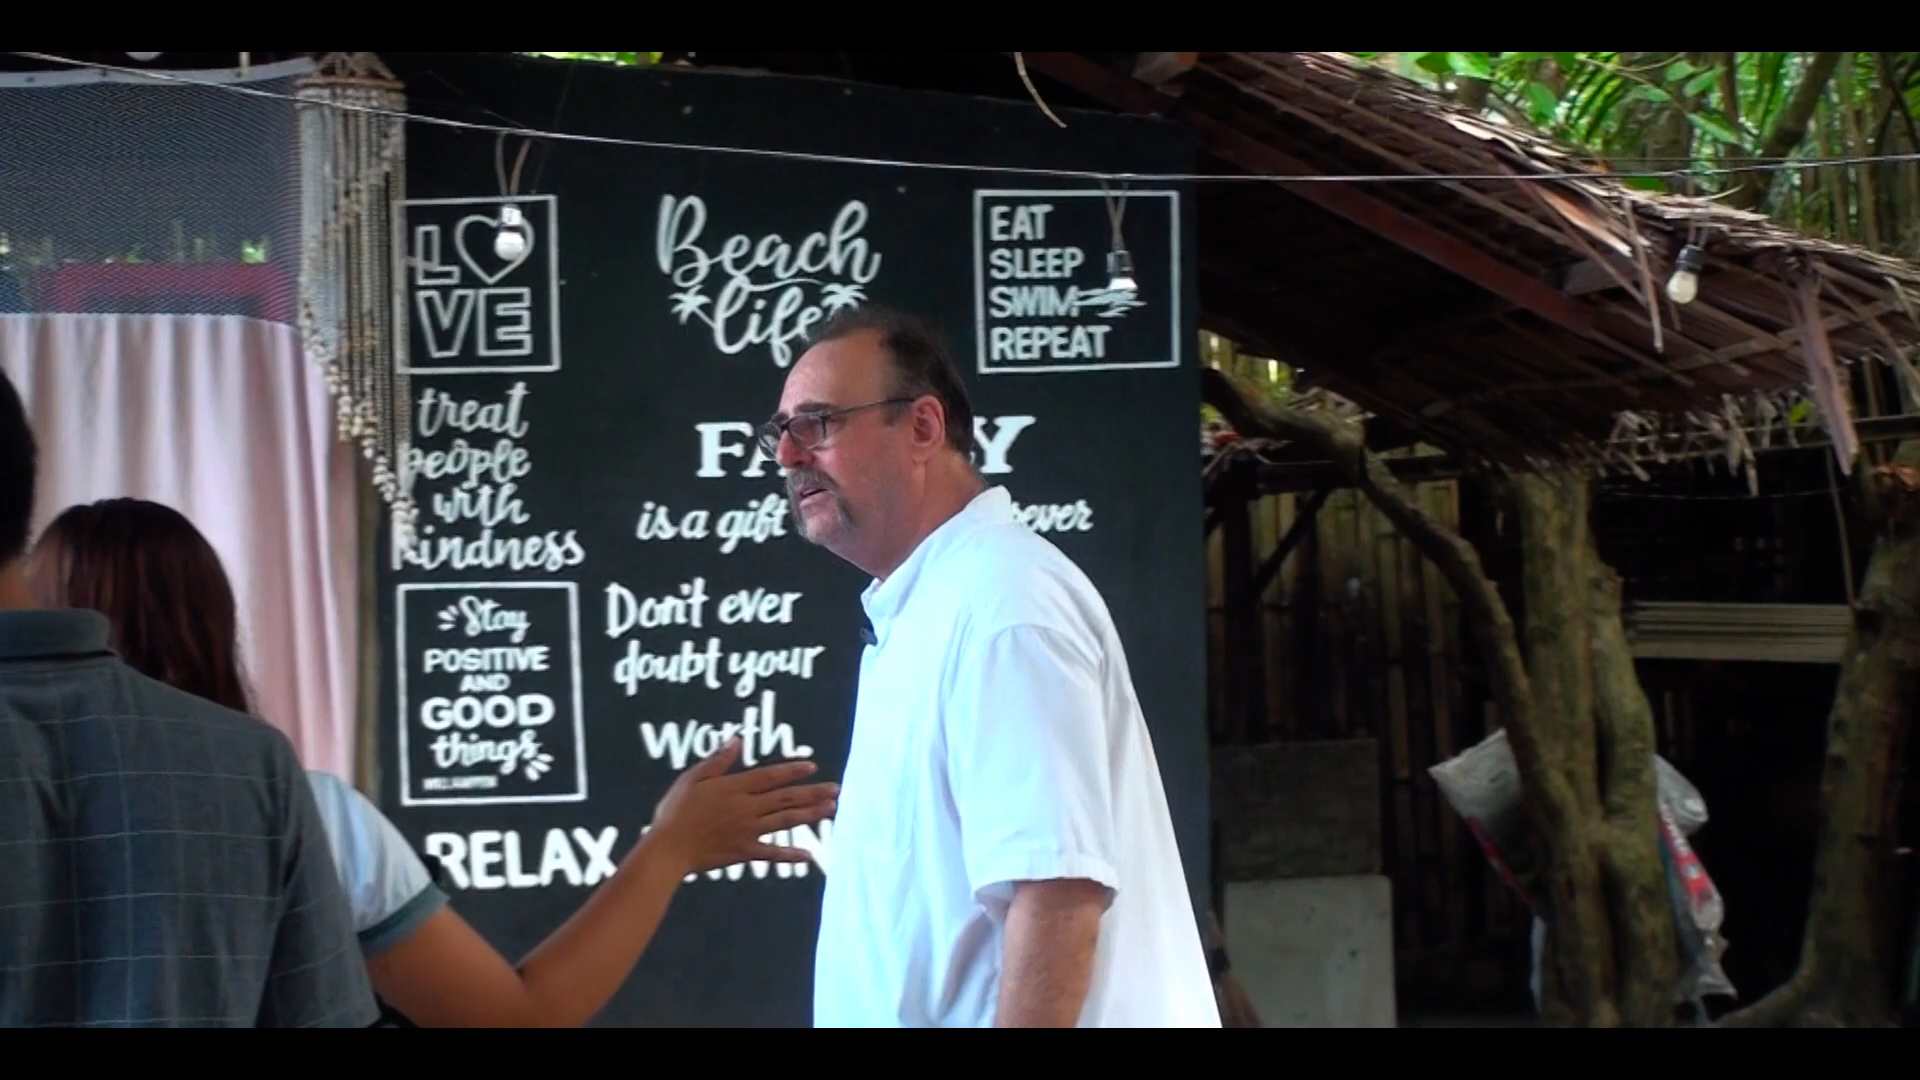 LOVE
Beach
life
EAT
SLEEP
SWIM
REPEAT
treat
people
with
kindness
is a gift
Stay
POSITIVE
AND
GOOD
things
Don't ever
doubt your
worth.
RELAX